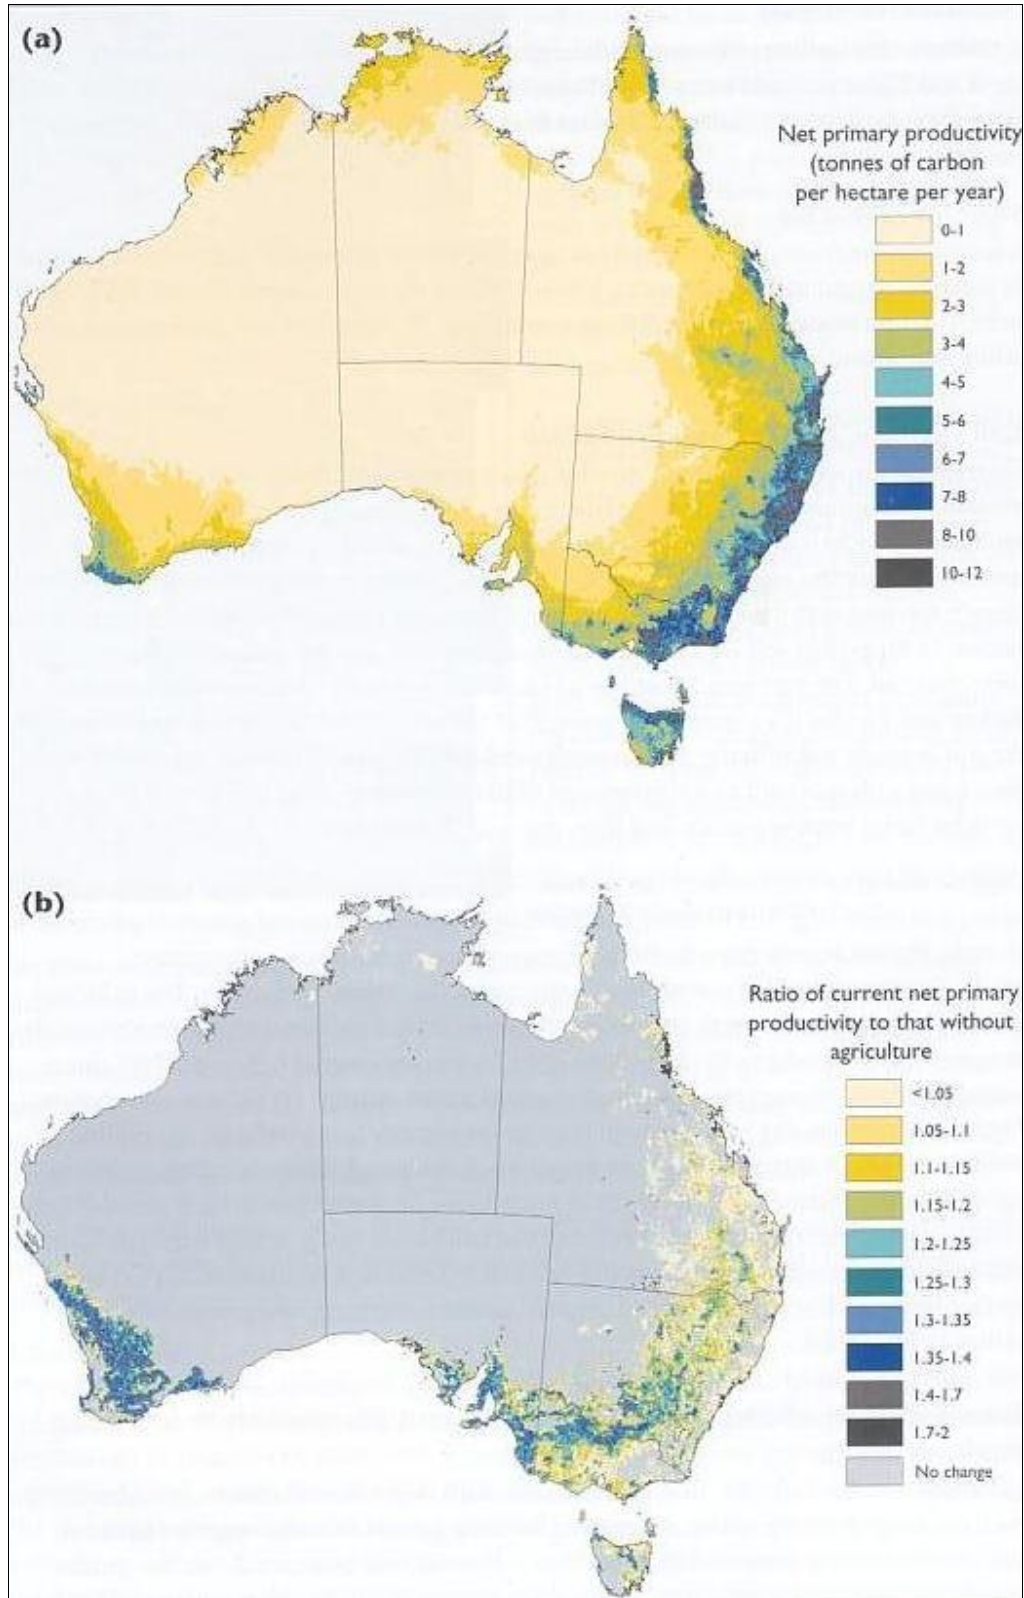 (a)
Net primary productivity
(tonnes of carbon
per hectare per year)
0-1
1-2
2-3
3-4
4-5
5-6
6-7
7-8
8-10
10-12
(b)
Ratio of current net primary
productivity to that without
agriculture
<1.05
1.05-1.1
1.1-1.15
1.15-1.2
1.2-1.25
1.25-1.3
1.3-1.35
1.35-1.4
1.4-1.7
1.7-2
No change